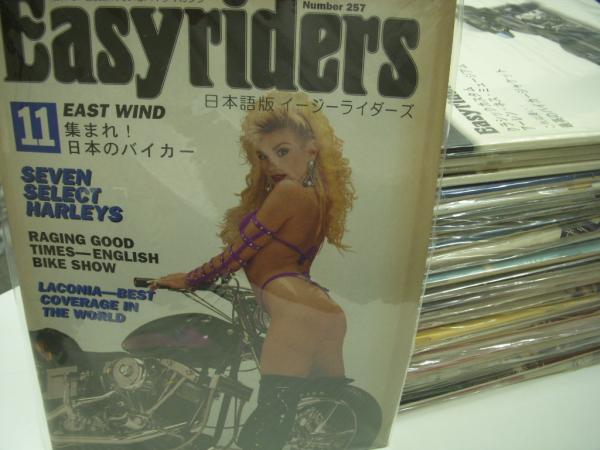 Number 257
Easyriders
日本語版 イージーライダーズ
11
EAST WIND
集まれ！
日本のバイカー
SEVEN
SELECT
HARLEYS
RAGING GOOD
TIMES—ENGLISH
BIKE SHOW
LACONIA—BEST
COVERAGE IN
THE WORLD
Easyriders